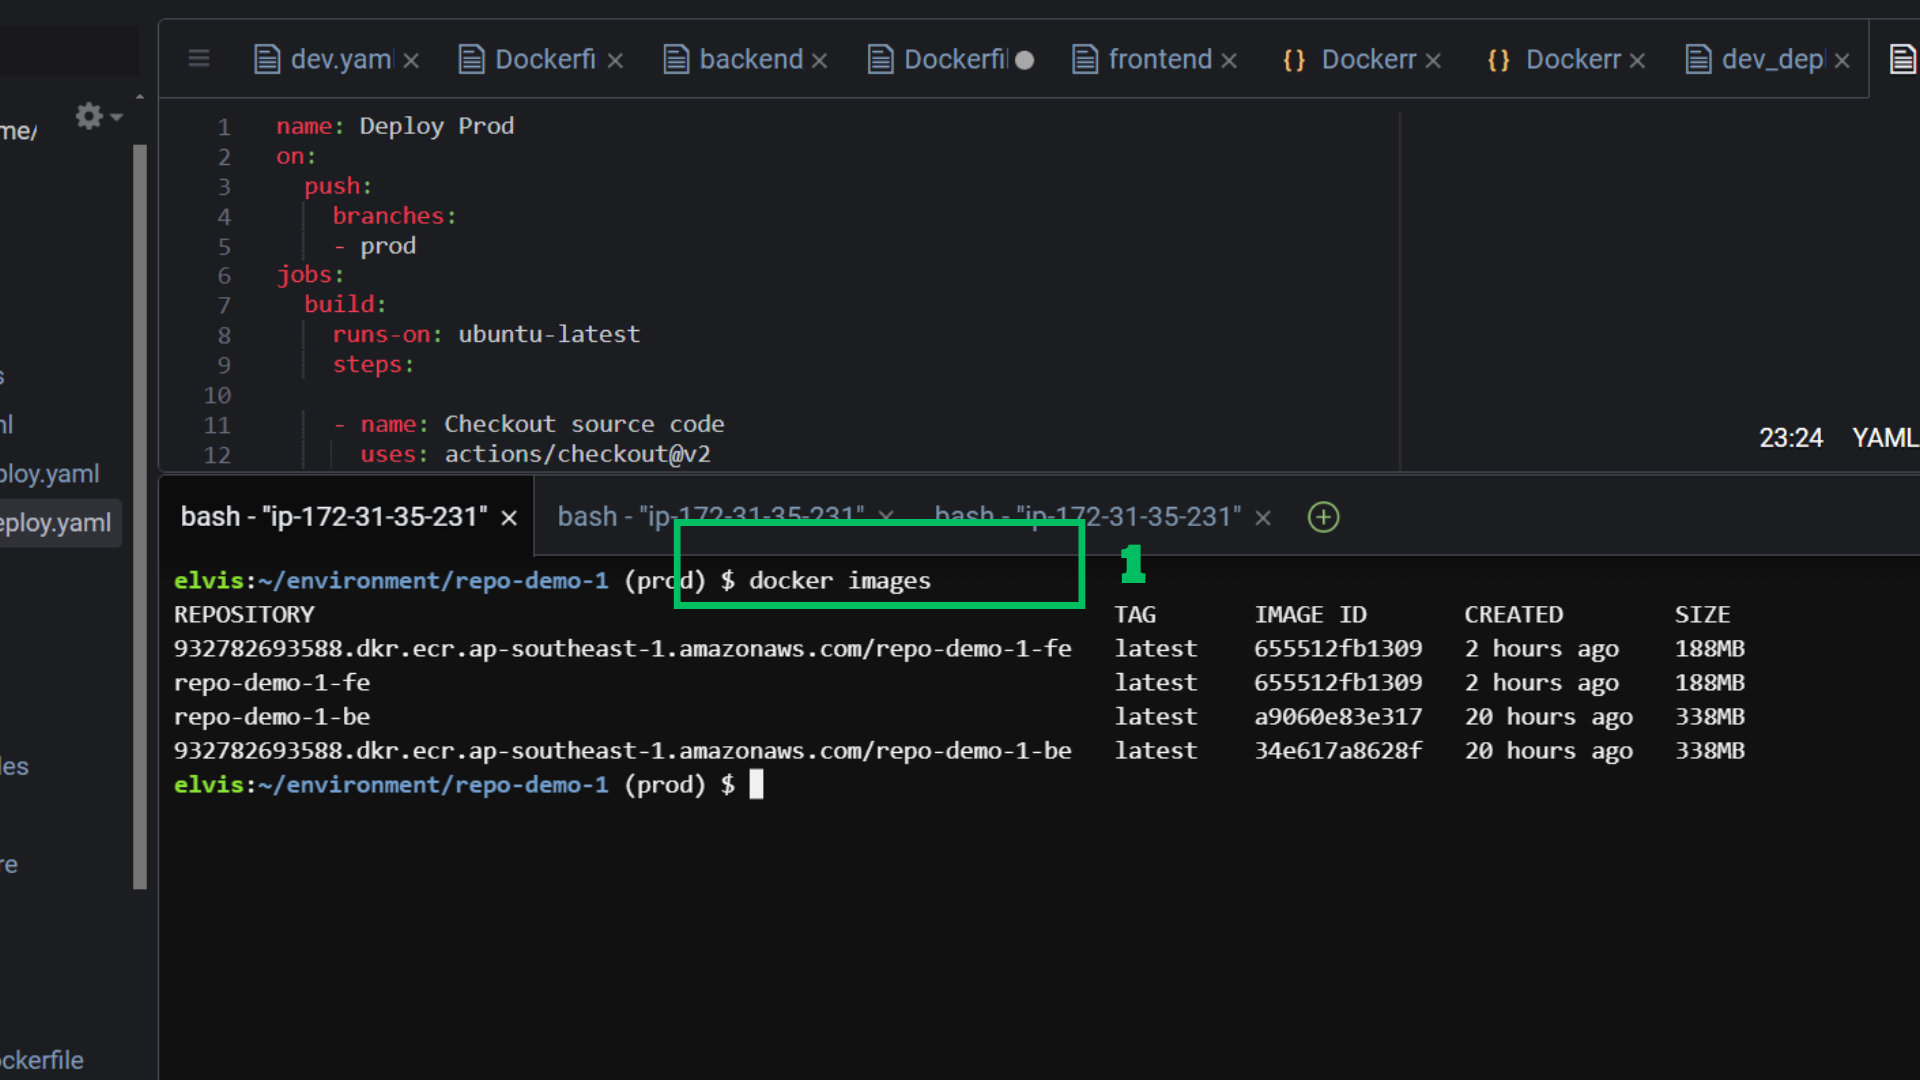 dev.yaml
Dockerfi
backend
Dockerfil
frontend
{} Dockerr
{} Dockerr
dev_depl
me/
1 name: Deploy Prod
2 on:
3 push:
4 branches:
5 - prod
6 jobs:
7 build:
8 runs-on: ubuntu-latest
9 steps:
10
11 - name: Checkout source code
12 uses: actions/checkout@v2
23:24 YAML
s
ml
ploy.yaml
eploy.yaml
les
re
ockerfile
bash - "ip-172-31-35-231"
bash - "ip-172-31-35-231"
bash - "ip-172-31-35-231"
1
elvis:~/environment/repo-demo-1 (prod) $ docker images
REPOSITORY TAG IMAGE ID CREATED SIZE
932782693588.dkr.ecr.ap-southeast-1.amazonaws.com/repo-demo-1-fe latest 655512fb1309 2 hours ago 188MB
repo-demo-1-fe latest 655512fb1309 2 hours ago 188MB
repo-demo-1-be latest a9060e83e317 20 hours ago 338MB
932782693588.dkr.ecr.ap-southeast-1.amazonaws.com/repo-demo-1-be latest 34e617a8628f 20 hours ago 338MB
elvis:~/environment/repo-demo-1 (prod) $